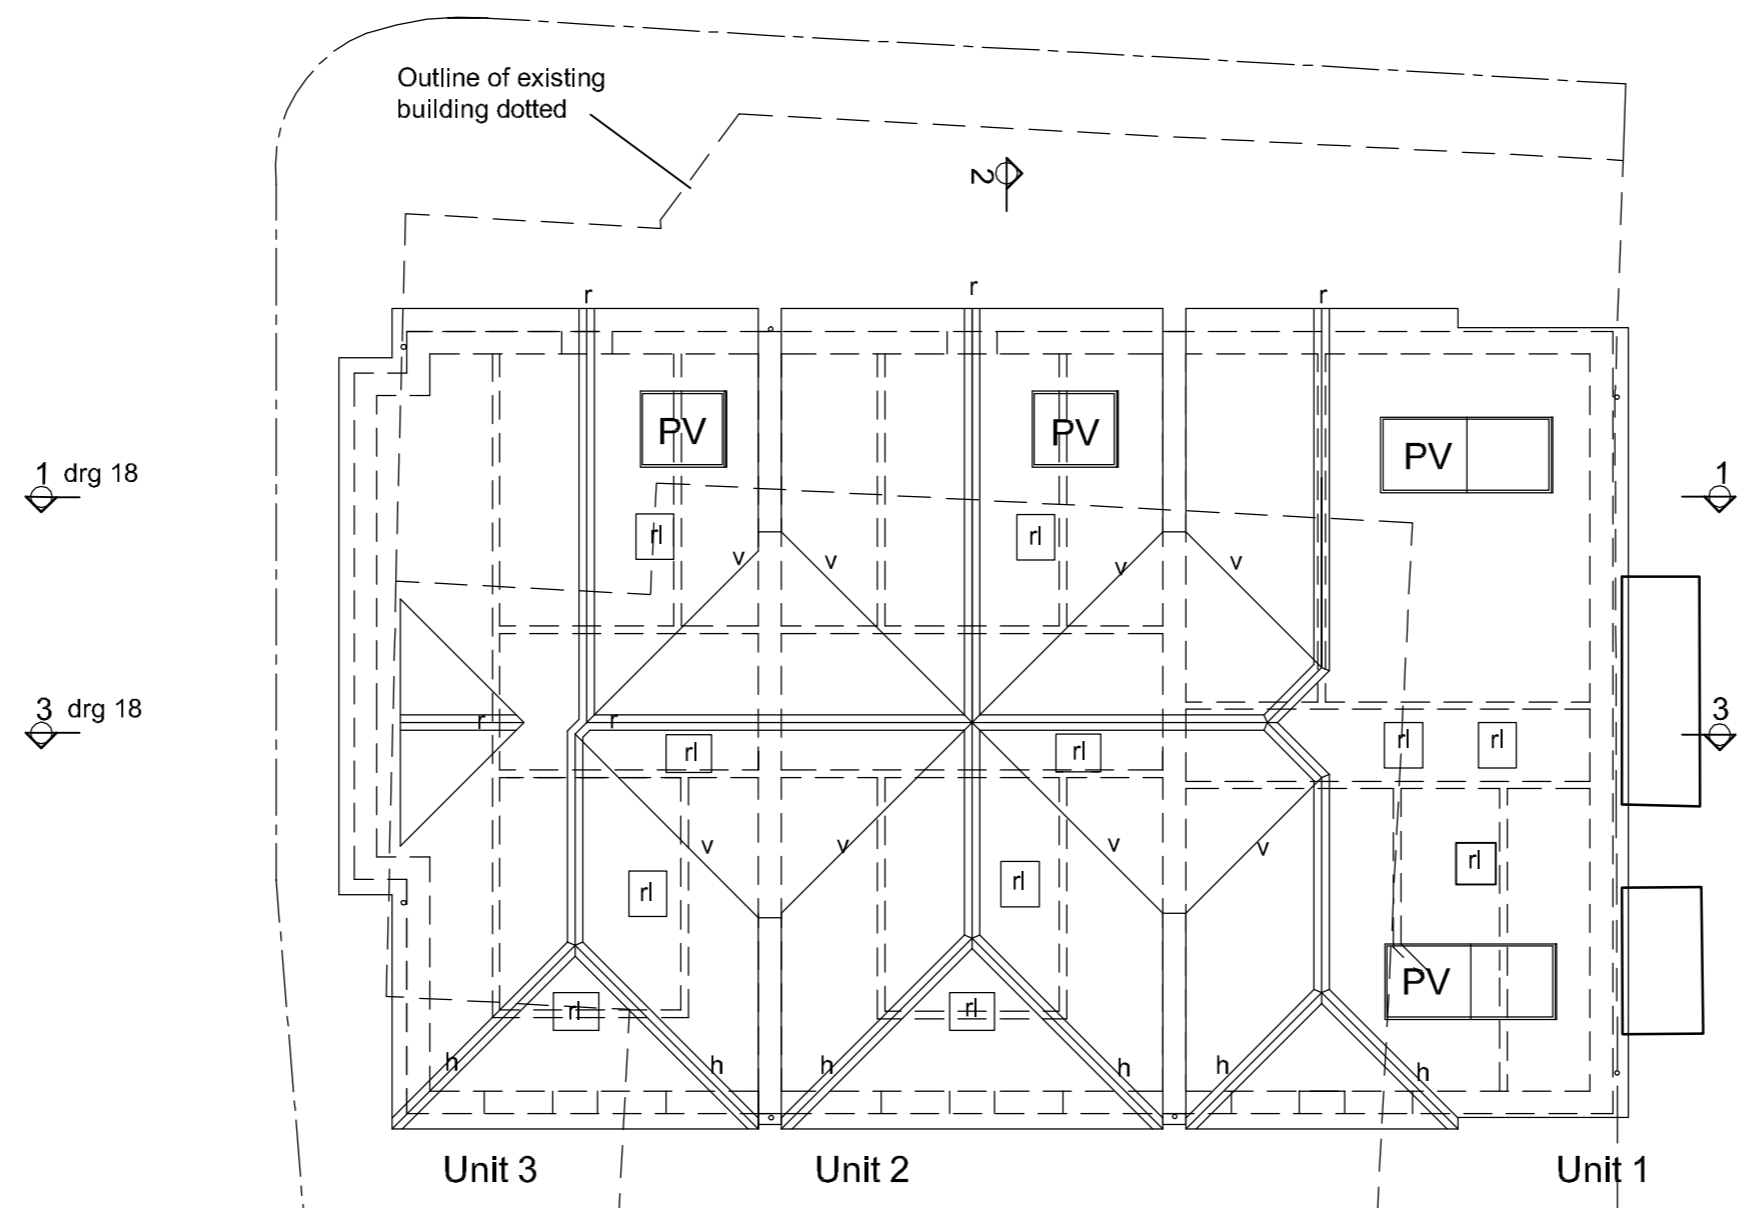 Outline of existing
building dotted
2
r
r
r
PV
PV
PV
1 drg 18
1
rl
rl
v
v
v
v
3 drg 18
r
r
3
rl
rl
rl
rl
v
v
v
v
rl
rl
rl
PV
rl
rl
h
h
h
h
h
h
Unit 3
Unit 2
Unit 1